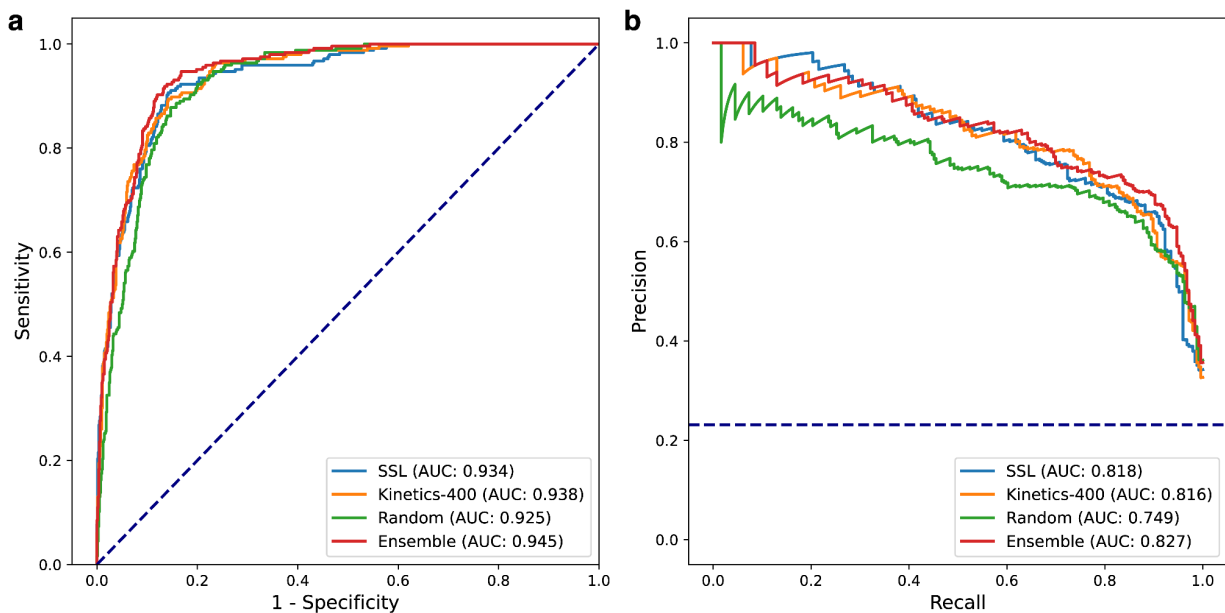 a
1.0
0.8
0.6
0.4
0.2
0.0
Sensitivity
0.0
0.2
0.4
0.6
0.8
1.0
1 - Specificity
SSL (AUC: 0.934)
Kinetics-400 (AUC: 0.938)
Random (AUC: 0.925)
Ensemble (AUC: 0.945)
b
1.0
0.8
0.6
0.4
0.2
0.0
Precision
0.0
0.2
0.4
0.6
0.8
1.0
Recall
SSL (AUC: 0.818)
Kinetics-400 (AUC: 0.816)
Random (AUC: 0.749)
Ensemble (AUC: 0.827)